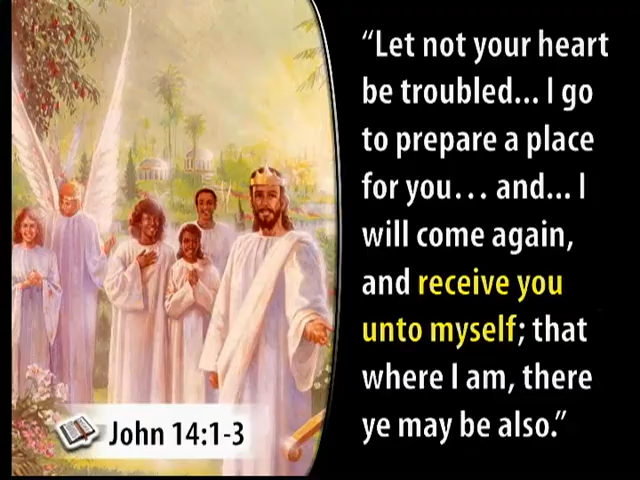 “Let not your heart
be troubled... I go
to prepare a place
for you... and... I
will come again,
and receive you
unto myself; that
where I am, there
ye may be also.”
John 14:1-3